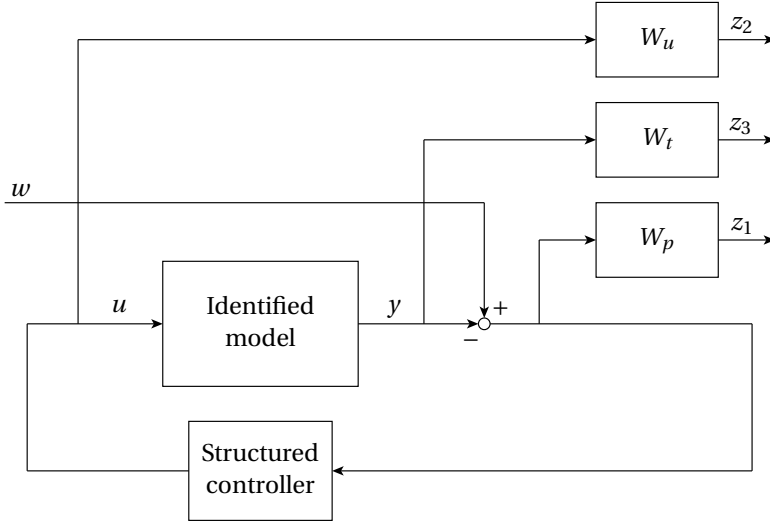 W_u
z_2
W_t
z_3
w
W_p
z_1
u
Identified
model
y
+
−
Structured
controller